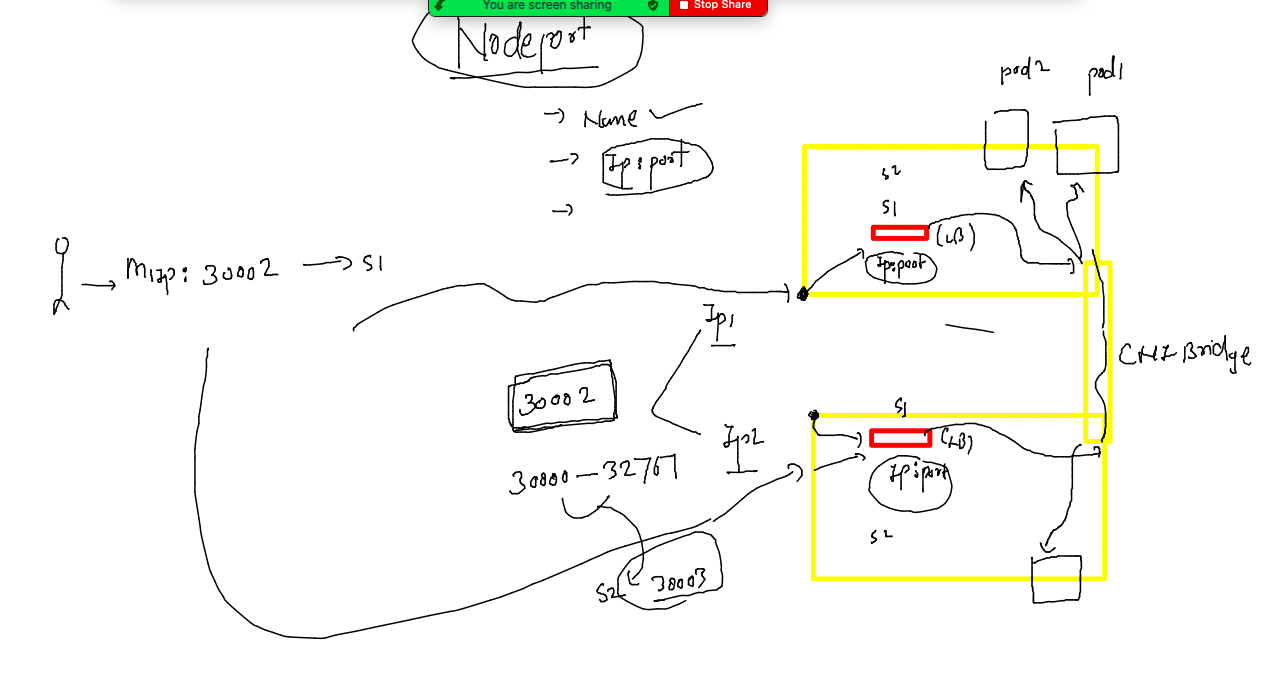 You are screen sharing
Stop Share
Nodeport
pod2
pod1
→ Name ✓
→ Ip:port
→
S2
S1
(LB)
Ip:port
MIp: 30002 → S1
Ip1
CNI Bridge
30002
S1
Ip2
(LB)
30000 - 32767
Ip:port
S2
S2
30003